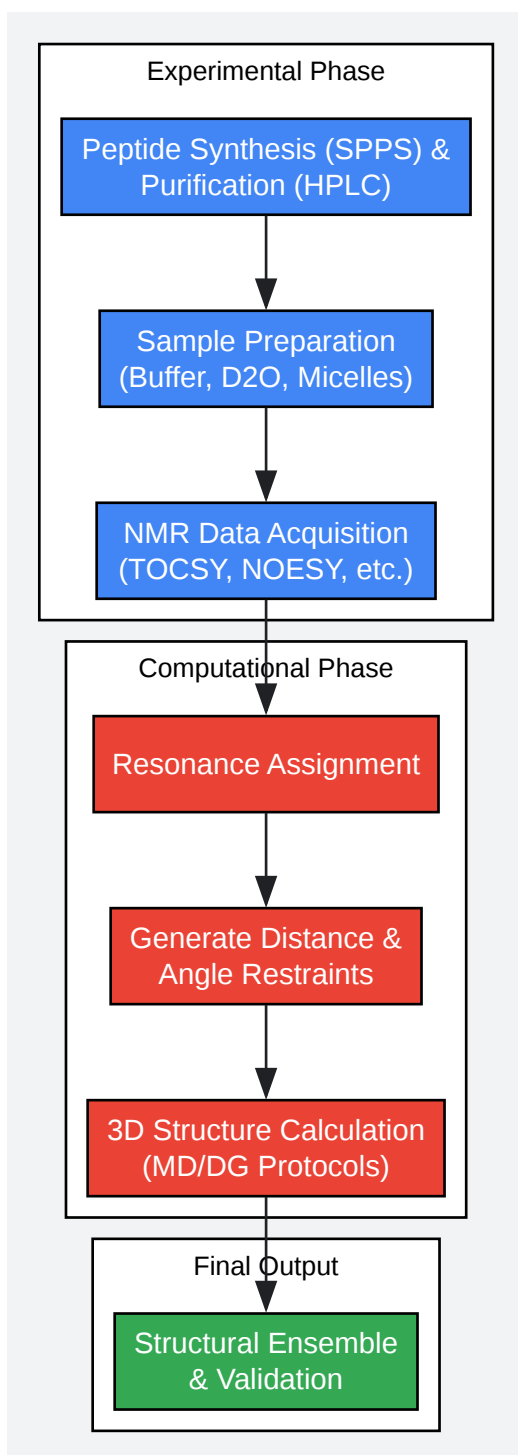 Experimental Phase
Peptide Synthesis (SPPS) &
Purification (HPLC)
Sample Preparation
(Buffer, D2O, Micelles)
NMR Data Acquisition
(TOCSY, NOESY, etc.)
Computational Phase
Resonance Assignment
Generate Distance &
Angle Restraints
3D Structure Calculation
(MD/DG Protocols)
Final Output
Structural Ensemble
& Validation